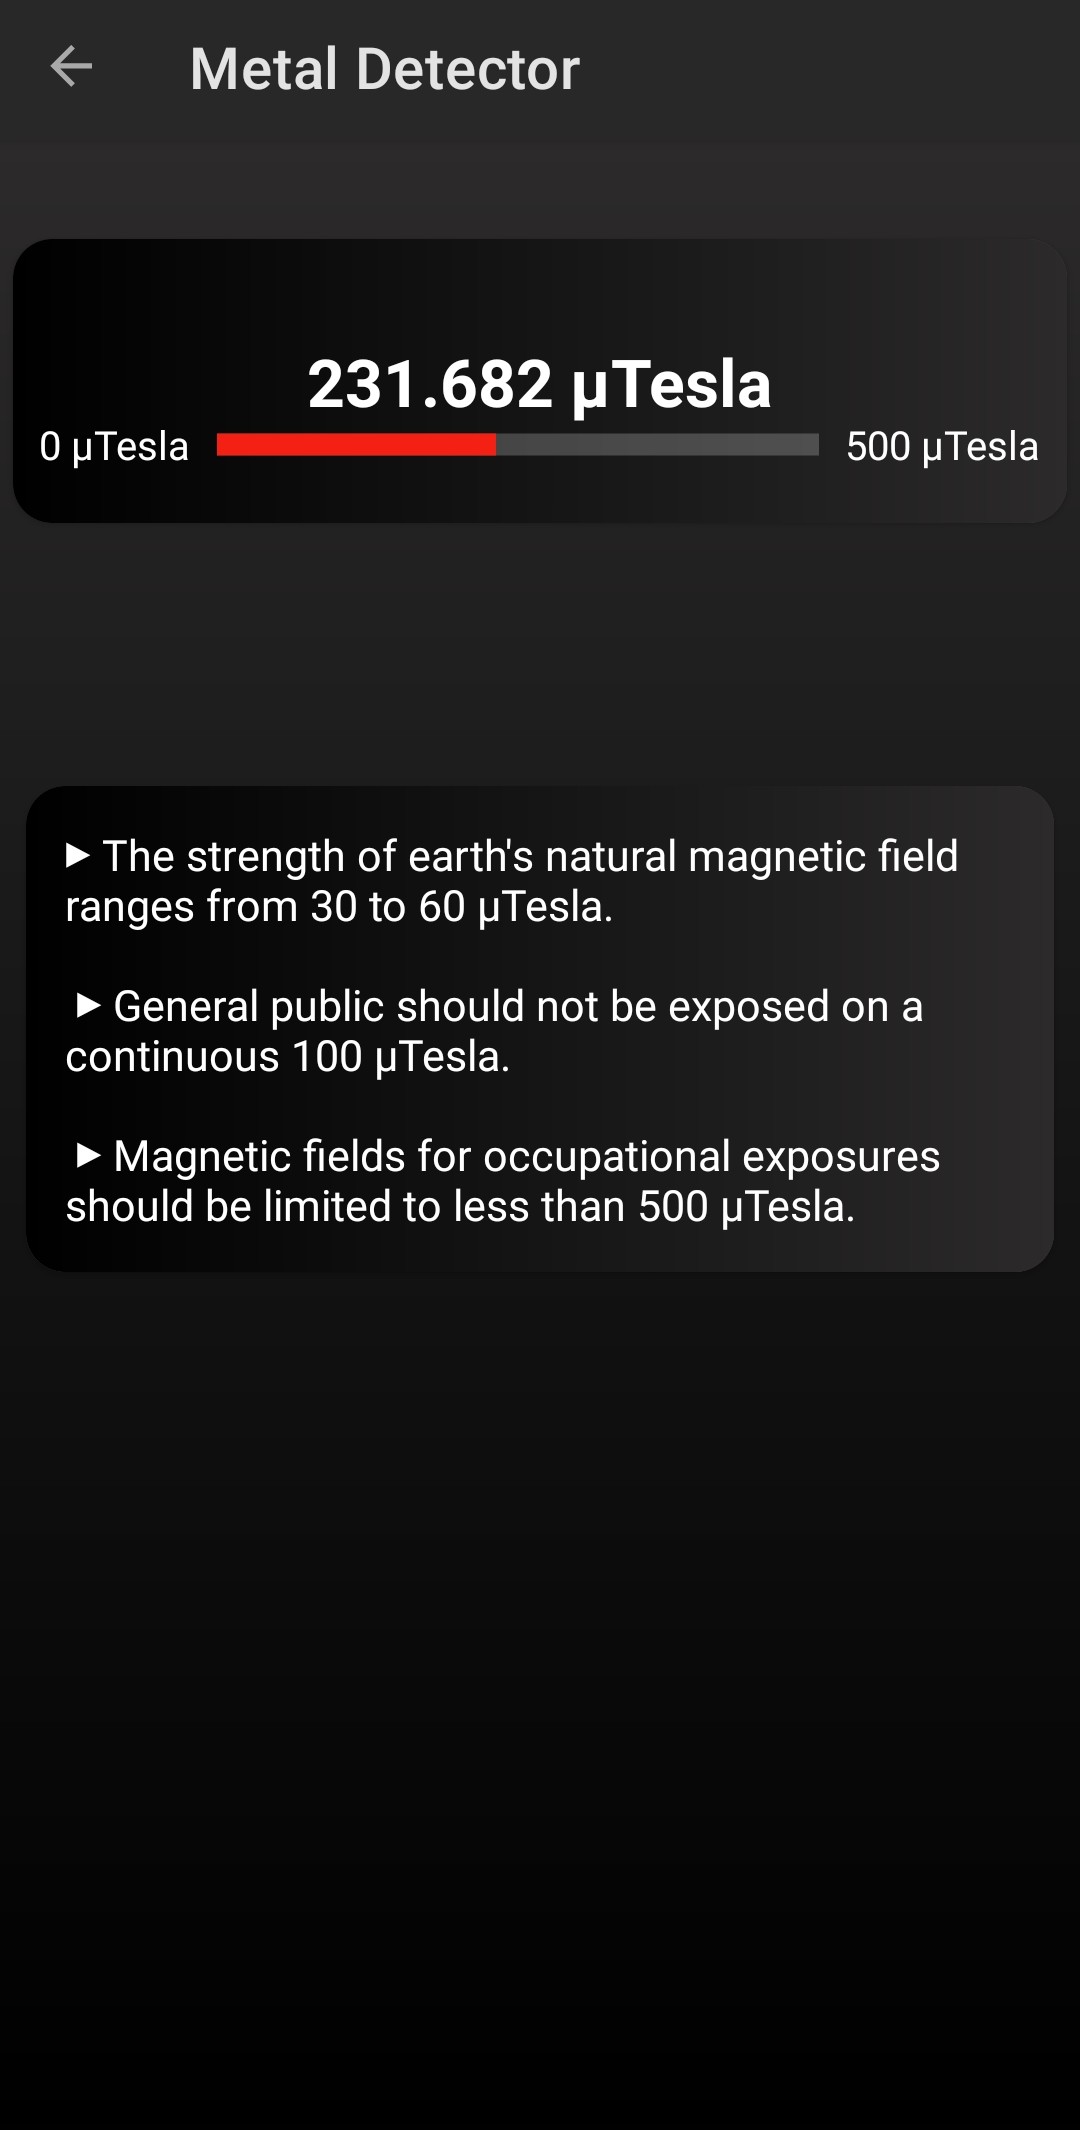 Metal Detector
231.682 µTesla
0 µTesla
500 µTesla
► The strength of earth's natural magnetic field
ranges from 30 to 60 µTesla.
► General public should not be exposed on a
continuous 100 µTesla.
► Magnetic fields for occupational exposures
should be limited to less than 500 µTesla.